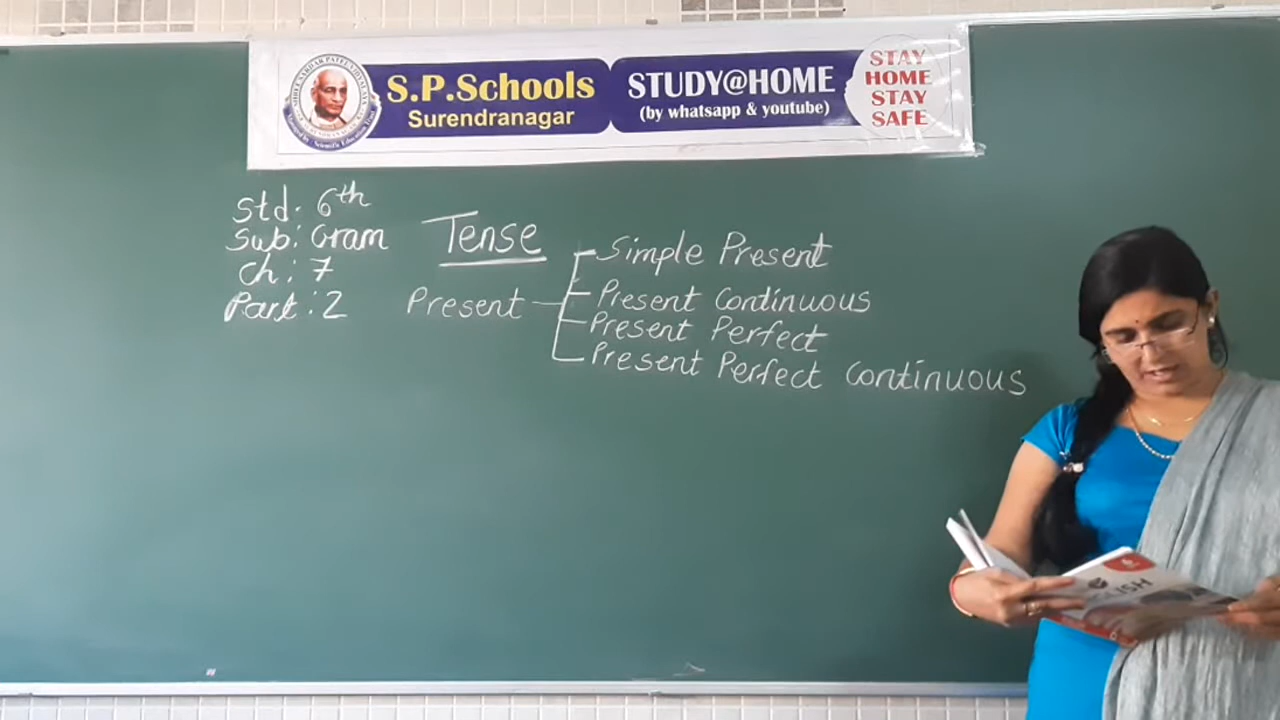 S.P.Schools
Surendranagar
STUDY@HOME
(by whatsapp & youtube)
STAY
HOME
STAY
SAFE
Std. 6th
Sub: Gram
Ch: 7
Part: 2
Tense
Present
Simple Present
Present Continuous
Present Perfect
Present Perfect Continuous